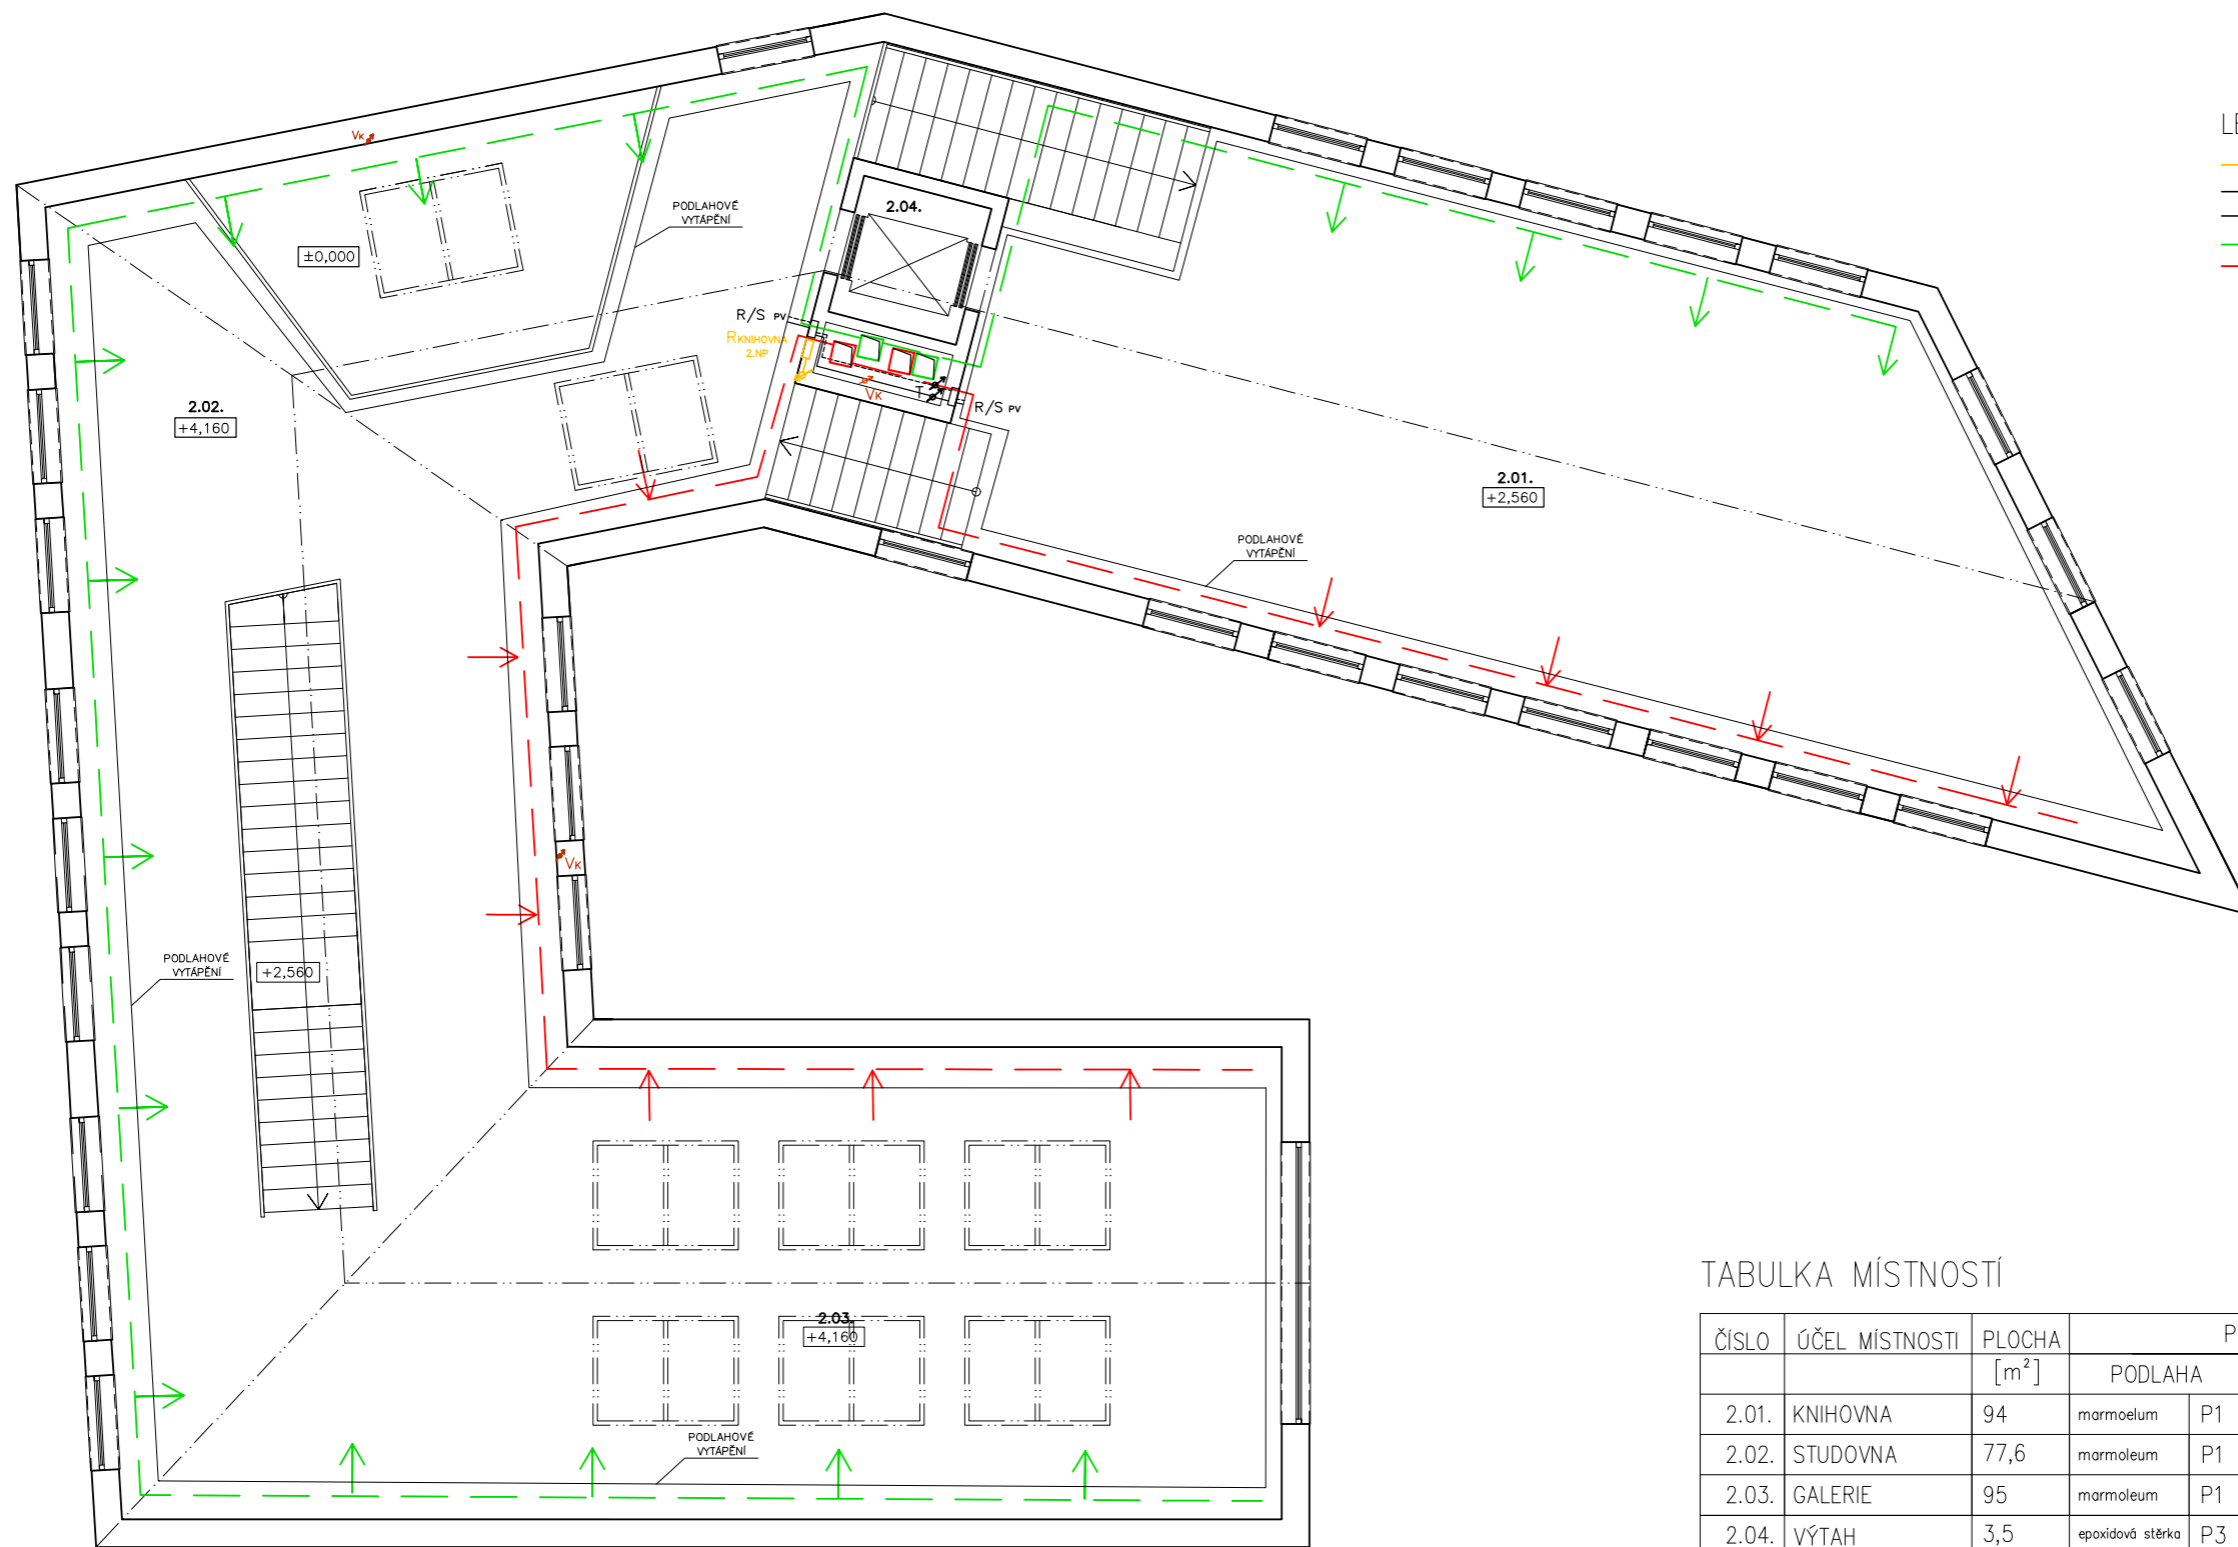 LE
VK
PODLAHOVÉ
VYTÁPĚNÍ
2.04.
±0,000
R/S PV
RKNIHOVNA
2.NP
2.02.
+4,160
VK
T
R/S PV
2.01.
+2,560
PODLAHOVÉ
VYTÁPĚNÍ
VK
PODLAHOVÉ
VYTÁPĚNÍ
+2,560
2.03.
+4,160
PODLAHOVÉ
VYTÁPĚNÍ
TABULKA MÍSTNOSTÍ
ČÍSLO ÚČEL MÍSTNOSTI PLOCHA P
[m²] PODLAHA
2.01. KNIHOVNA 94 marmoelum P1
2.02. STUDOVNA 77,6 marmoleum P1
2.03. GALERIE 95 marmoleum P1
2.04. VÝTAH 3,5 epoxidová stěrka P3